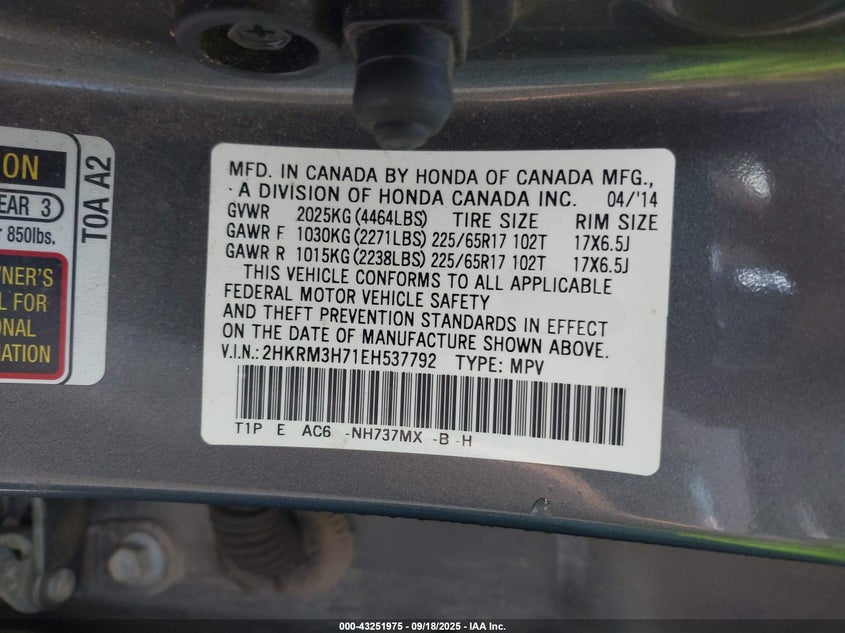 ION
EAR 3
r 850lbs.
WNER'S
L FOR
ONAL
MATION
TOA A2
MFD. IN CANADA BY HONDA OF CANADA MFG.,
A DIVISION OF HONDA CANADA INC. 04/'14
GVWR 2025KG (4464LBS) TIRE SIZE RIM SIZE
GAWR F 1030KG (2271LBS) 225/65R17 102T 17X6.5J
GAWR R 1015KG (2238LBS) 225/65R17 102T 17X6.5J
THIS VEHICLE CONFORMS TO ALL APPLICABLE
FEDERAL MOTOR VEHICLE SAFETY
AND THEFT PREVENTION STANDARDS IN EFFECT
ON THE DATE OF MANUFACTURE SHOWN ABOVE.
V.I.N.: 2HKRM3H71EH537792 TYPE: MPV
T1P E AC6 -NH737MX -B -H
000-43251975 - 09/18/2025 - IAA Inc.